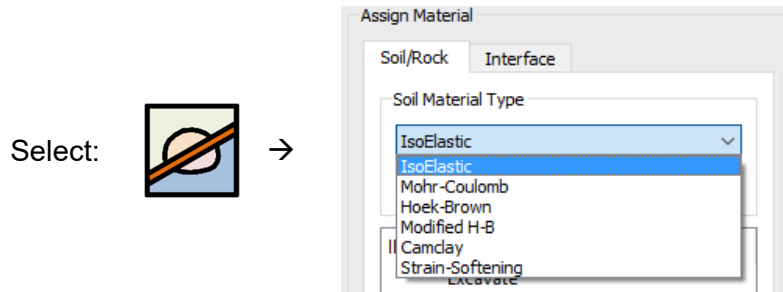 Assign Material
Soil/Rock Interface
Soil Material Type
Select: →
IsoElastic
IsoElastic
Mohr-Coulomb
Hoek-Brown
Modified H-B
Camclay
Strain-Softening
Excavate